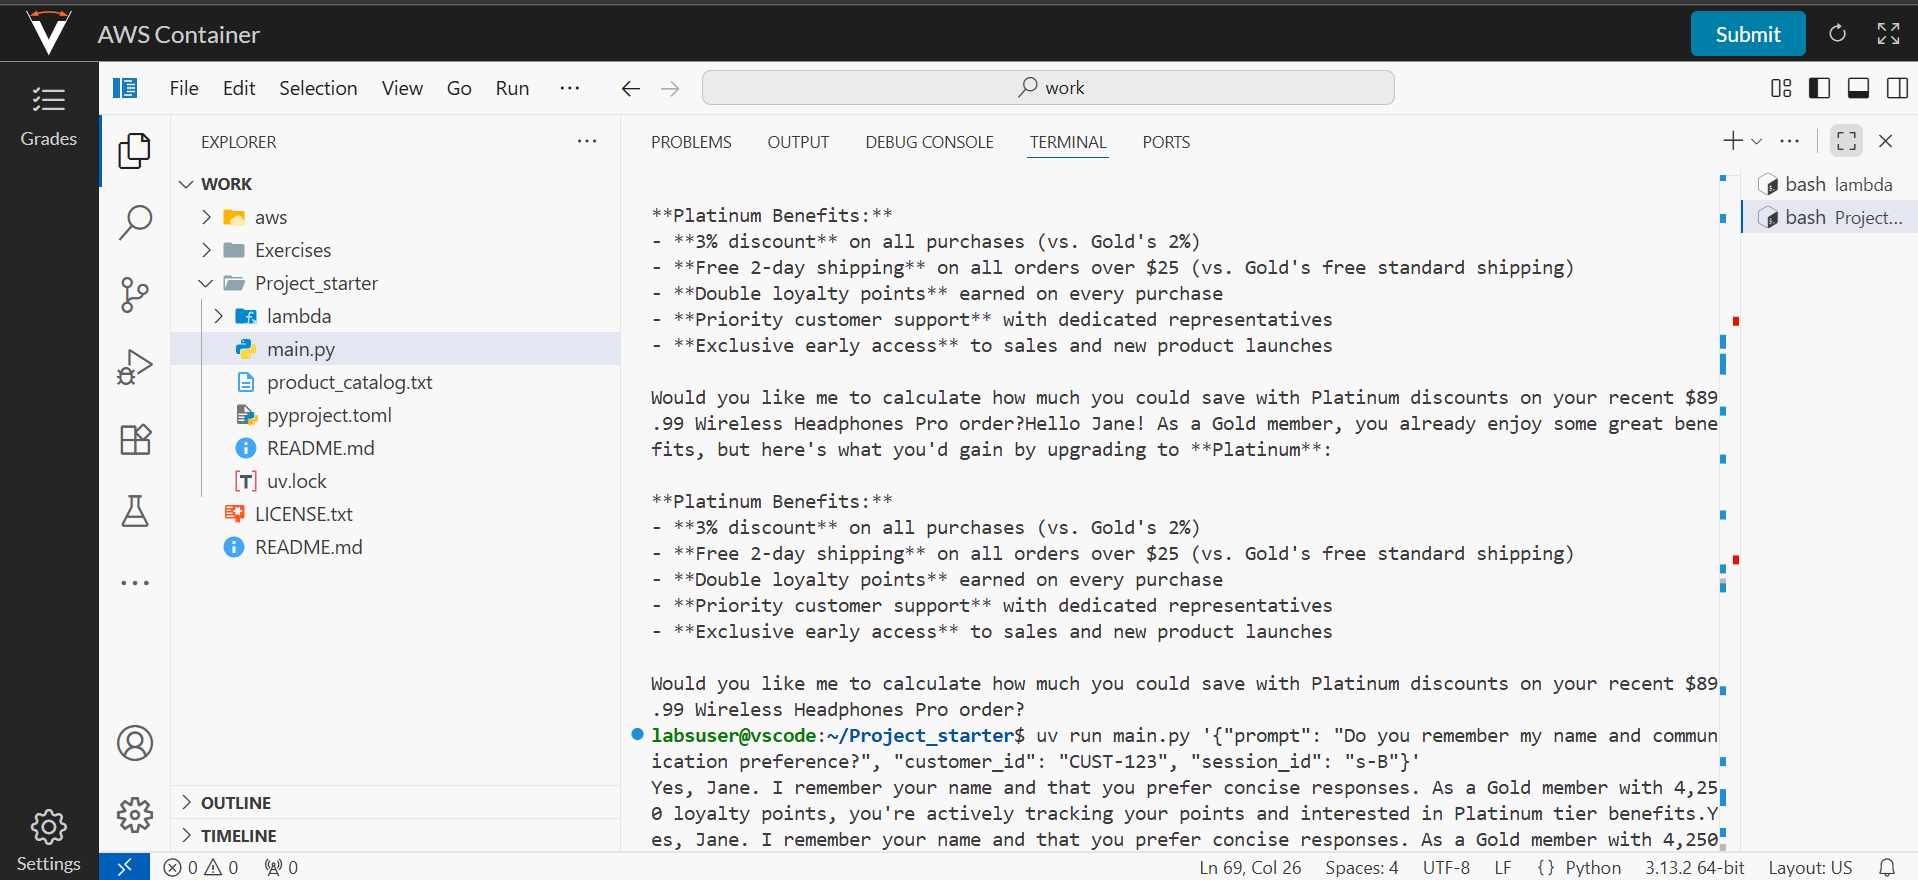 AWS Container
Submit
Grades
File Edit Selection View Go Run ··· work
EXPLORER ···
WORK
aws
Exercises
Project_starter
lambda
main.py
product_catalog.txt
pyproject.toml
README.md
uv.lock
LICENSE.txt
README.md
OUTLINE
TIMELINE
Settings
PROBLEMS OUTPUT DEBUG CONSOLE TERMINAL PORTS
bash lambda
bash Project...
**Platinum Benefits:**
- **3% discount** on all purchases (vs. Gold's 2%)
- **Free 2-day shipping** on all orders over $25 (vs. Gold's free standard shipping)
- **Double loyalty points** earned on every purchase
- **Priority customer support** with dedicated representatives
- **Exclusive early access** to sales and new product launches
Would you like me to calculate how much you could save with Platinum discounts on your recent $89
.99 Wireless Headphones Pro order?Hello Jane! As a Gold member, you already enjoy some great bene
fits, but here's what you'd gain by upgrading to **Platinum**:
**Platinum Benefits:**
- **3% discount** on all purchases (vs. Gold's 2%)
- **Free 2-day shipping** on all orders over $25 (vs. Gold's free standard shipping)
- **Double loyalty points** earned on every purchase
- **Priority customer support** with dedicated representatives
- **Exclusive early access** to sales and new product launches
Would you like me to calculate how much you could save with Platinum discounts on your recent $89
.99 Wireless Headphones Pro order?
labsuser@vscode:~/Project_starter$ uv run main.py '{"prompt": "Do you remember my name and commun
ication preference?", "customer_id": "CUST-123", "session_id": "s-B"}'
Yes, Jane. I remember your name and that you prefer concise responses. As a Gold member with 4,25
0 loyalty points, you're actively tracking your points and interested in Platinum tier benefits.Y
es, Jane. I remember your name and that you prefer concise responses. As a Gold member with 4,250
0 0 0 Ln 69, Col 26 Spaces: 4 UTF-8 LF {} Python 3.13.2 64-bit Layout: US